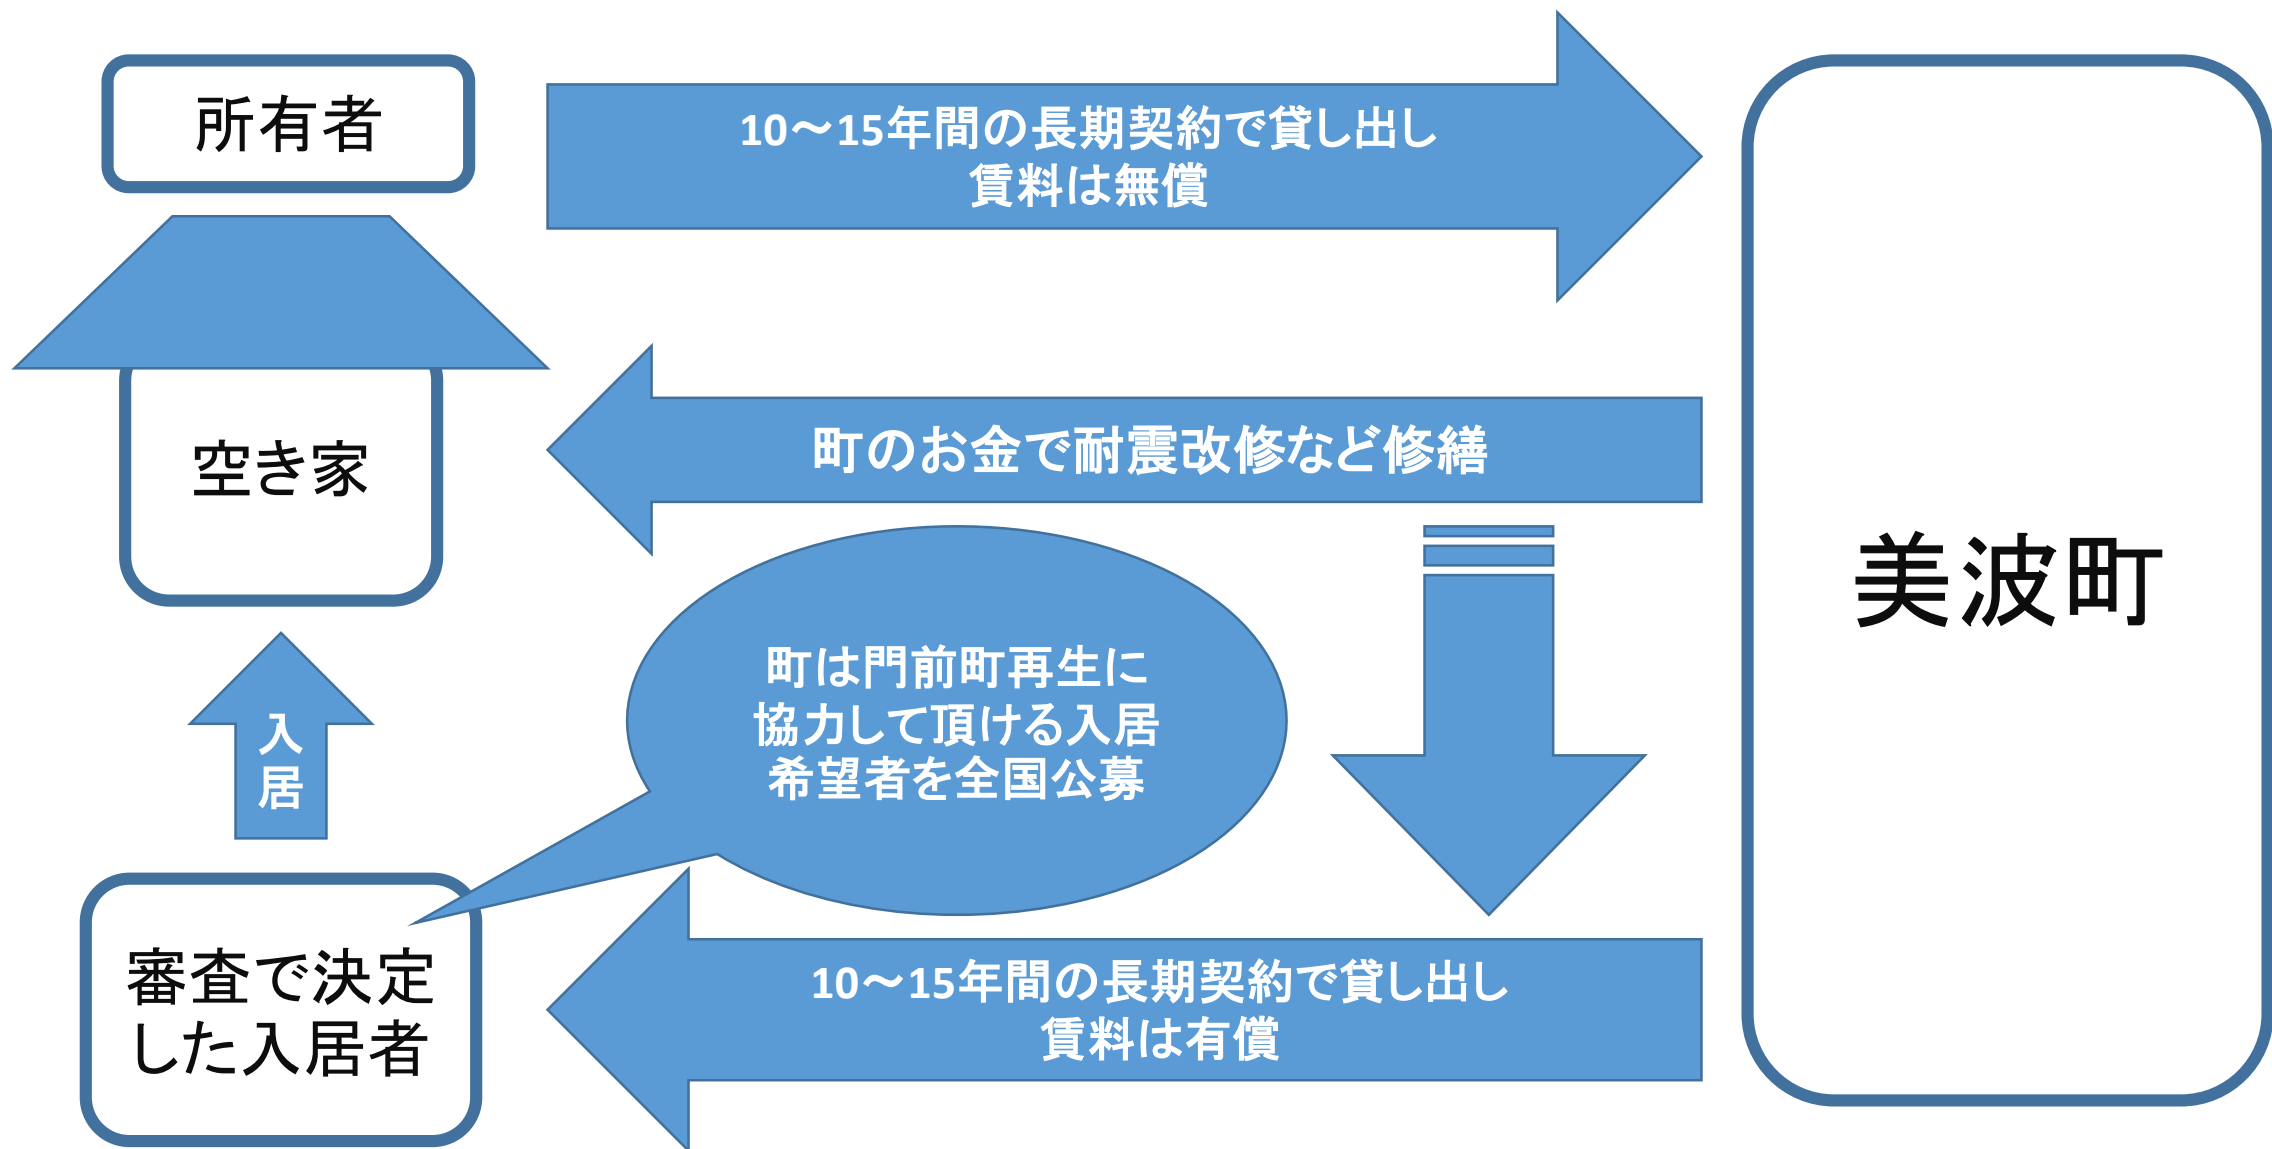 所有者
10～15年間の長期契約で貸し出し
賃料は無償
空き家
町のお金で耐震改修など修繕
美波町
町は門前町再生に
協力して頂ける入居
希望者を全国公募
入
居
審査で決定
した入居者
10～15年間の長期契約で貸し出し
賃料は有償